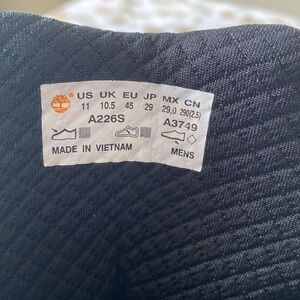 US UK EU JP MX CN
11 10.5 45 29 29,0 290(2.5)
A226S A3749
MADE IN VIETNAM MENS